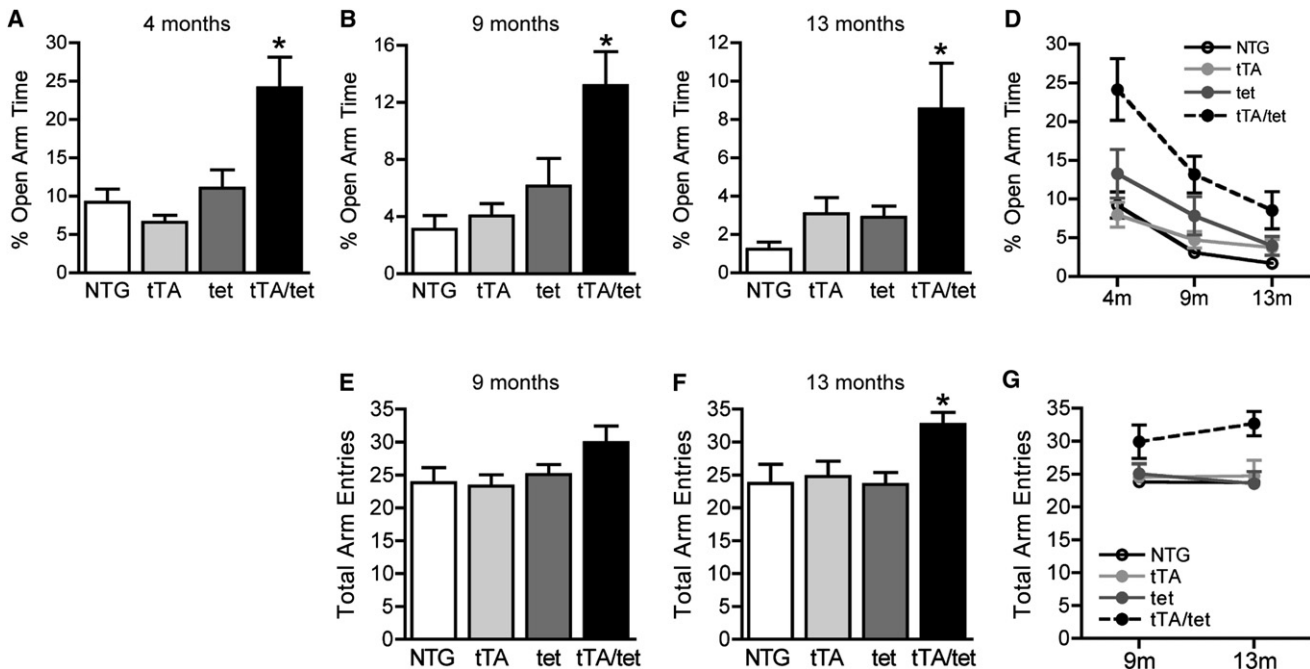 A
4 months
*
% Open Arm Time
30
25
20
15
10
5
0
NTG tTA tet tTA/tet
B
9 months
*
% Open Arm Time
16
12
8
4
0
NTG tTA tet tTA/tet
C
13 months
*
% Open Arm Time
12
10
8
6
4
2
0
NTG tTA tet tTA/tet
D
% Open Arm Time
30
25
20
15
10
5
0
NTG
tTA
tet
tTA/tet
4m 9m 13m
E
9 months
Total Arm Entries
35
30
25
20
15
10
5
0
NTG tTA tet tTA/tet
F
13 months
*
Total Arm Entries
35
30
25
20
15
10
5
0
NTG tTA tet tTA/tet
G
Total Arm Entries
35
30
25
20
15
10
5
0
NTG
tTA
tet
tTA/tet
9m 13m